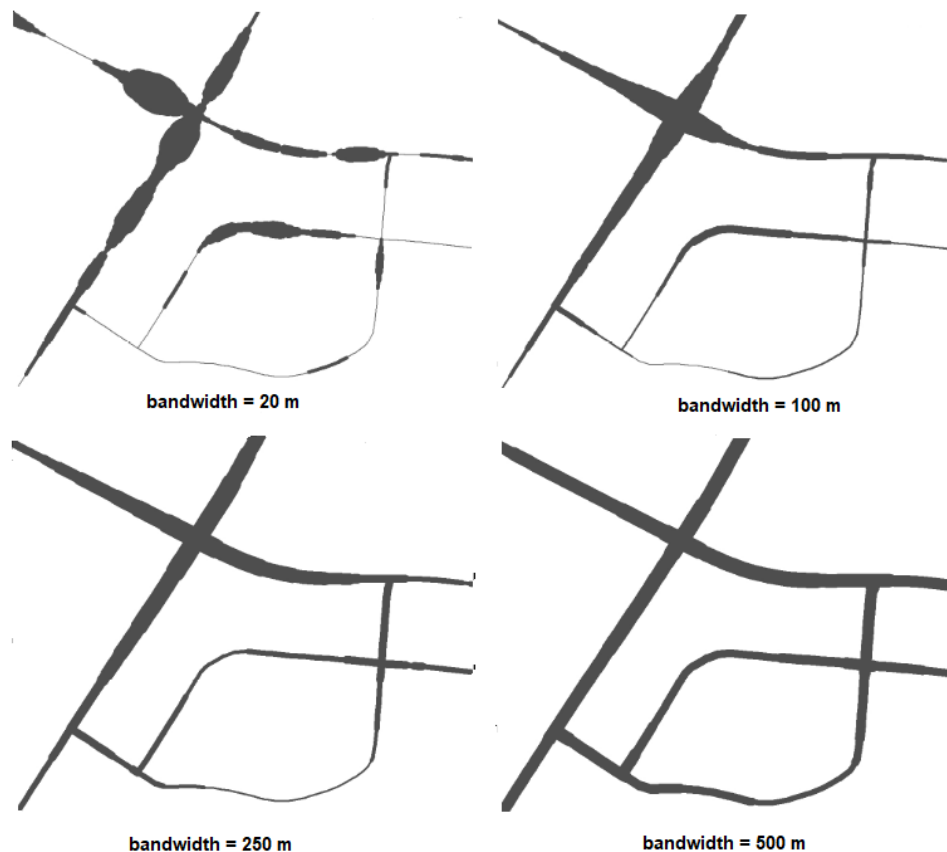 bandwidth = 20 m
bandwidth = 100 m
bandwidth = 250 m
bandwidth = 500 m